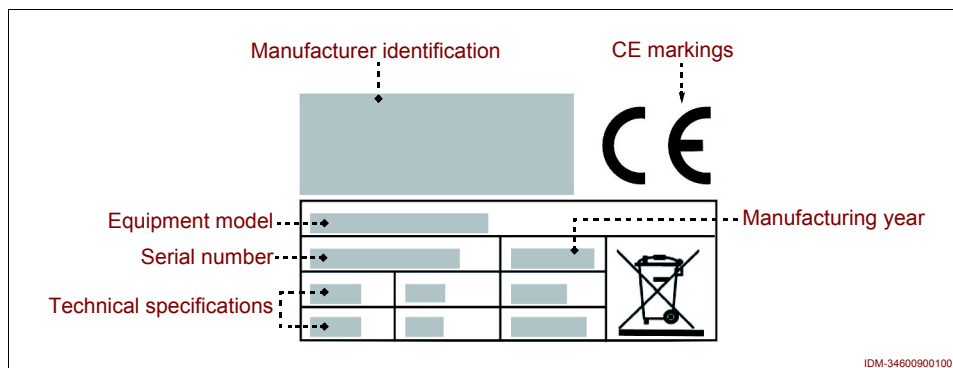 Manufacturer identification
CE markings
CE
Equipment model
Manufacturing year
Serial number
Technical specifications
IDM-34600900100